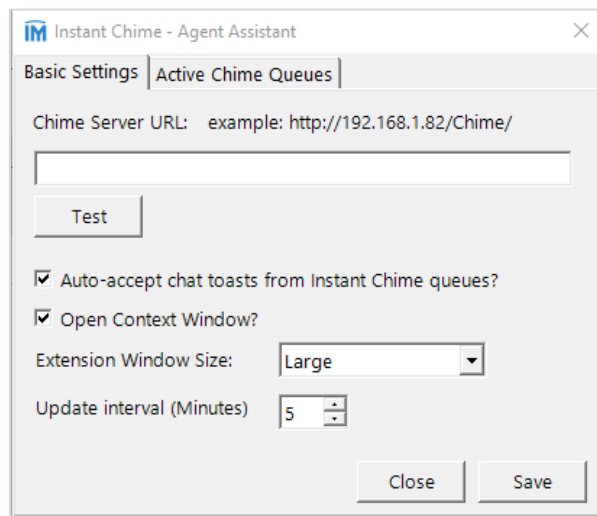 IM Instant Chime - Agent Assistant
Basic Settings Active Chime Queues
Chime Server URL: example: http://192.168.1.82/Chime/
Test
Auto-accept chat toasts from Instant Chime queues?
Open Context Window?
Extension Window Size: Large
Update interval (Minutes) 5
Close Save